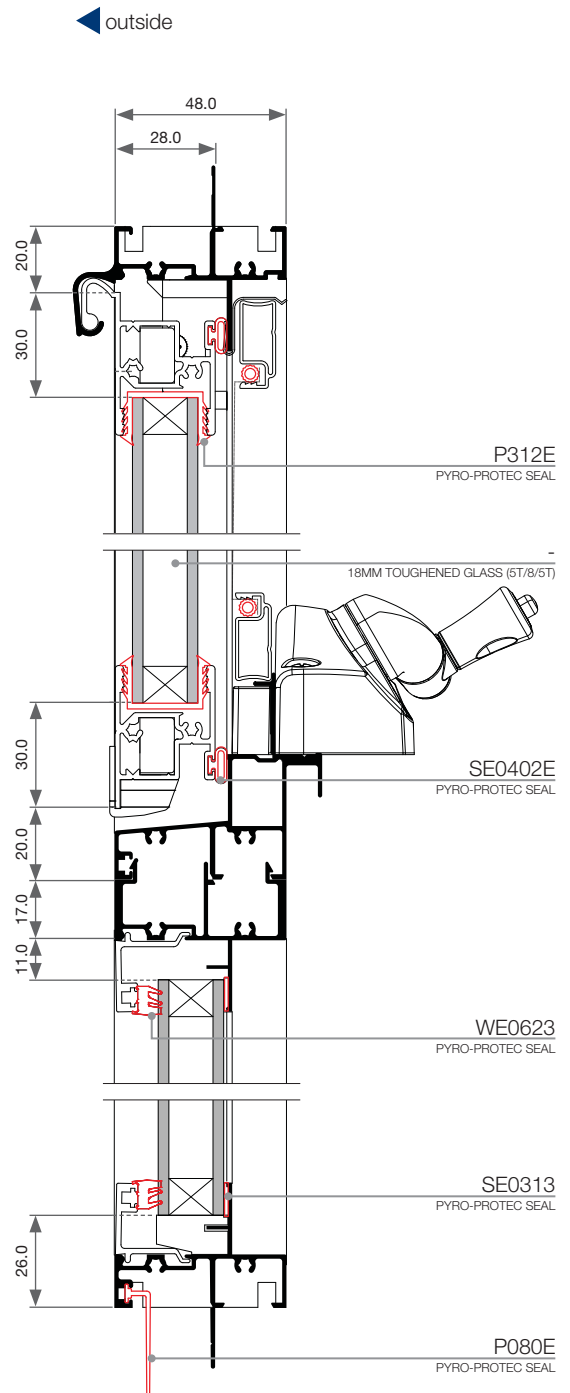 outside
48.0
28.0
20.0
30.0
P312E
PYRO-PROTEC SEAL
-
18MM TOUGHENED GLASS (5T/8/5T)
30.0
SE0402E
PYRO-PROTEC SEAL
20.0
17.0
11.0
WE0623
PYRO-PROTEC SEAL
SE0313
PYRO-PROTEC SEAL
26.0
P080E
PYRO-PROTEC SEAL